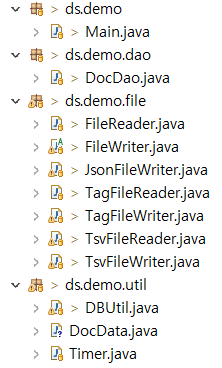 > ds.demo
> Main.java
> ds.demo.dao
> DocDao.java
> ds.demo.file
> FileReader.java
> FileWriter.java
> JsonFileWriter.java
> TagFileReader.java
> TagFileWriter.java
> TsvFileReader.java
> TsvFileWriter.java
> ds.demo.util
> DBUtil.java
DocData.java
Timer.java